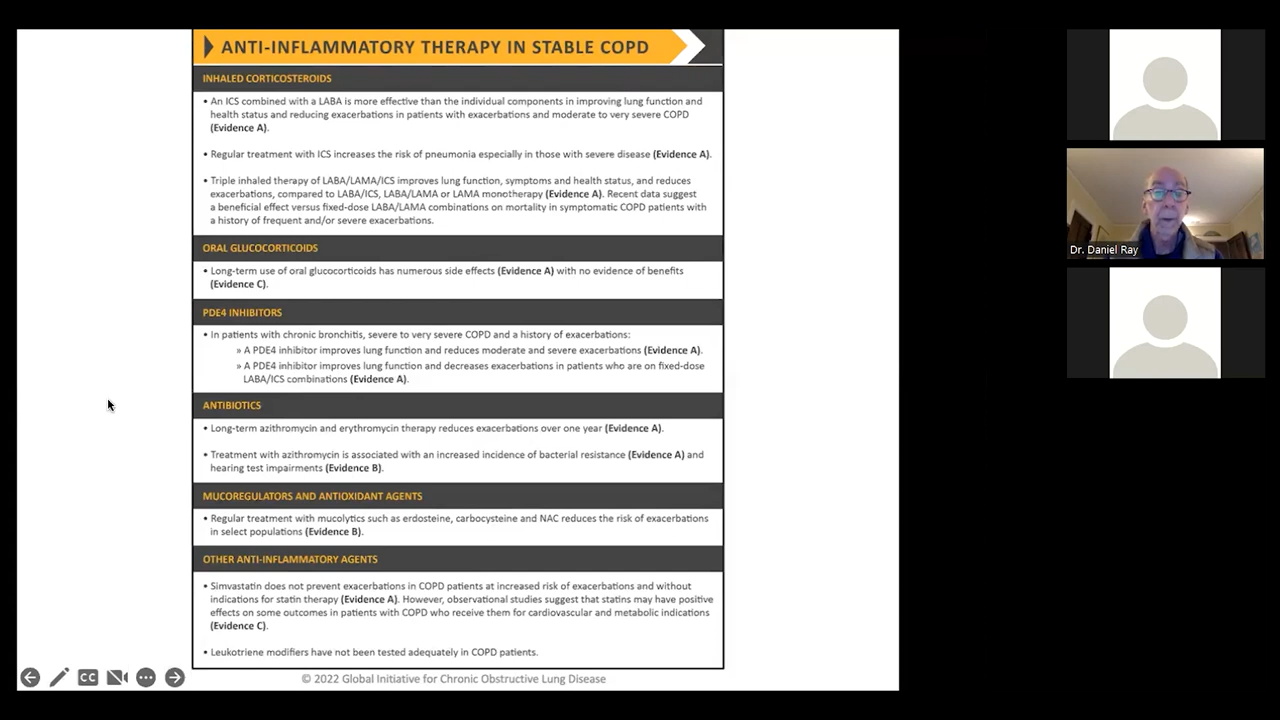 ANTI-INFLAMMATORY THERAPY IN STABLE COPD
INHALED CORTICOSTEROIDS
• An ICS combined with a LABA is more effective than the individual components in improving lung function and
health status and reducing exacerbations in patients with exacerbations and moderate to very severe COPD
(Evidence A).
• Regular treatment with ICS increases the risk of pneumonia especially in those with severe disease (Evidence A).
• Triple inhaled therapy of LABA/LAMA/ICS improves lung function, symptoms and health status, and reduces
exacerbations, compared to LABA/ICS, LABA/LAMA or LAMA monotherapy (Evidence A). Recent data suggest
a beneficial effect versus fixed-dose LABA/LAMA combinations on mortality in symptomatic COPD patients with
a history of frequent and/or severe exacerbations.
ORAL GLUCOCORTICOIDS
• Long-term use of oral glucocorticoids has numerous side effects (Evidence A) with no evidence of benefits
(Evidence C).
PDE4 INHIBITORS
• In patients with chronic bronchitis, severe to very severe COPD and a history of exacerbations:
» A PDE4 inhibitor improves lung function and reduces moderate and severe exacerbations (Evidence A).
» A PDE4 inhibitor improves lung function and decreases exacerbations in patients who are on fixed-dose
LABA/ICS combinations (Evidence A).
ANTIBIOTICS
• Long-term azithromycin and erythromycin therapy reduces exacerbations over one year (Evidence A).
• Treatment with azithromycin is associated with an increased incidence of bacterial resistance (Evidence A) and
hearing test impairments (Evidence B).
MUCOREGULATORS AND ANTIOXIDANT AGENTS
• Regular treatment with mucolytics such as erdosteine, carbocysteine and NAC reduces the risk of exacerbations
in select populations (Evidence B).
OTHER ANTI-INFLAMMATORY AGENTS
• Simvastatin does not prevent exacerbations in COPD patients at increased risk of exacerbations and without
indications for statin therapy (Evidence A). However, observational studies suggest that statins may have positive
effects on some outcomes in patients with COPD who receive them for cardiovascular and metabolic indications
(Evidence C).
• Leukotriene modifiers have not been tested adequately in COPD patients.
CC
© 2022 Global Initiative for Chronic Obstructive Lung Disease
Dr. Daniel Ray